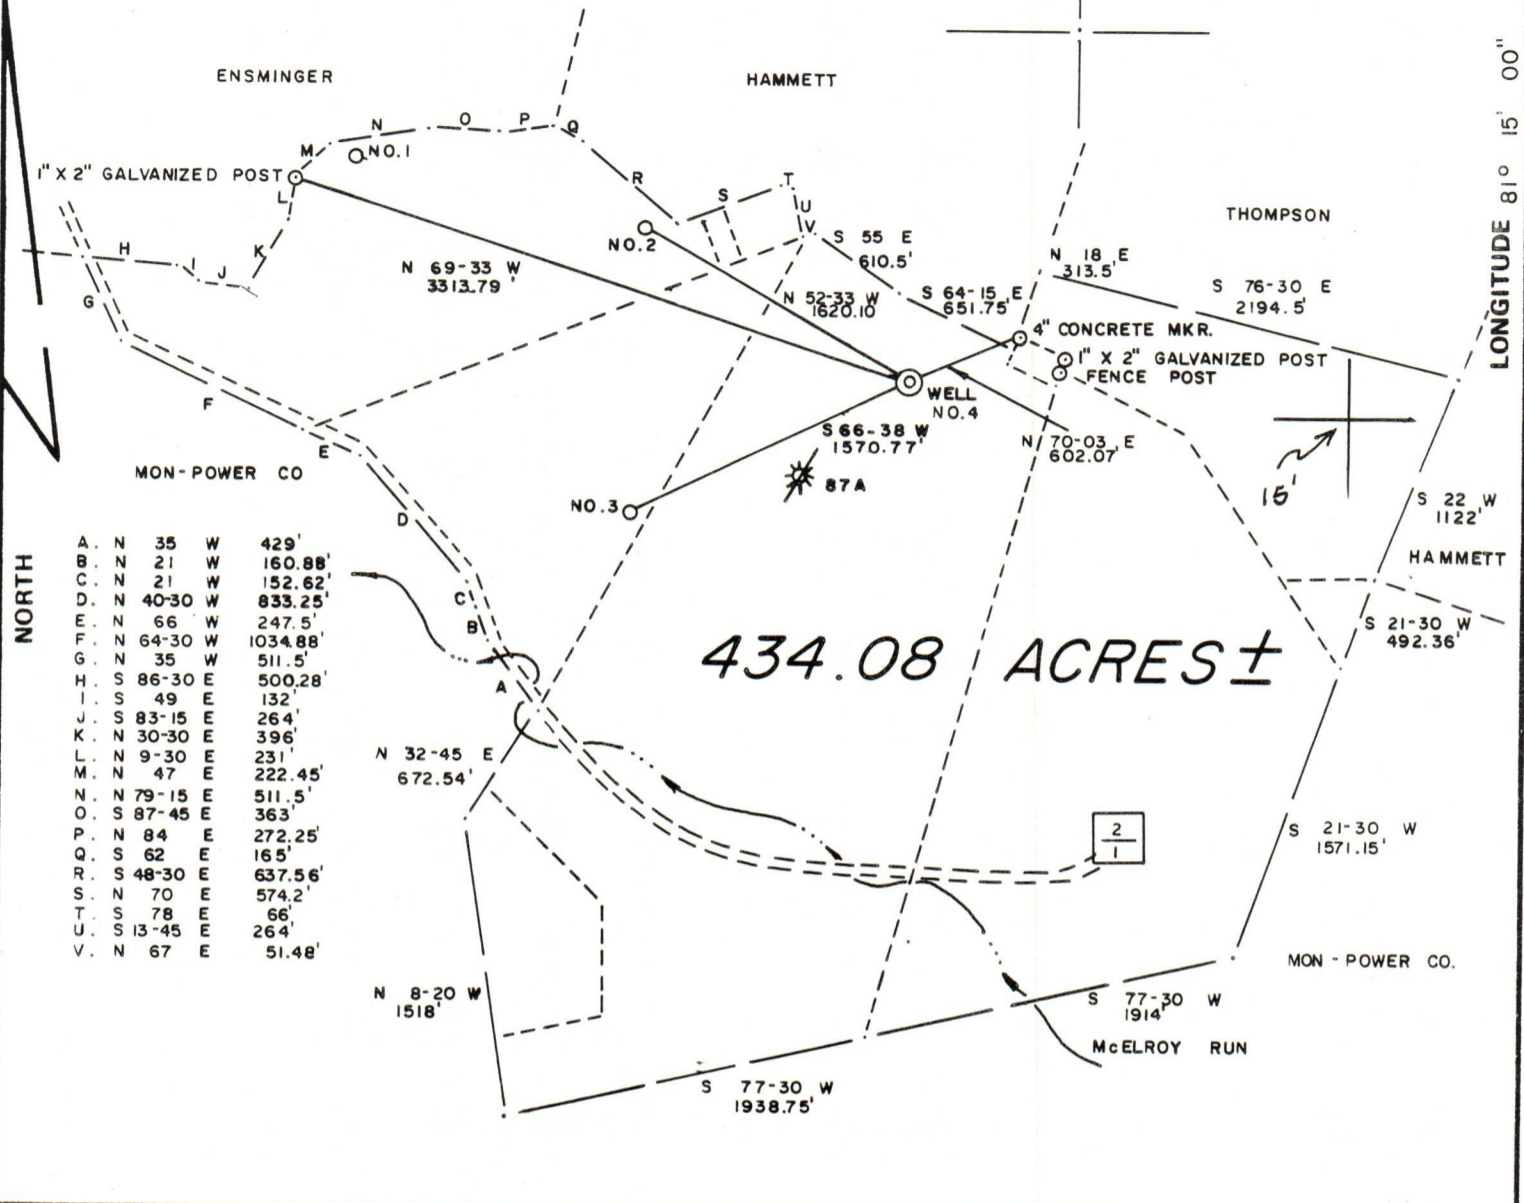 ENSMINGER
HAMMETT
LONGITUDE 81° 15' 00"
M
N
O
P
Q
NO.1
1" X 2" GALVANIZED POST
L
R
S
T
U
V
THOMPSON
NO.2
S 55 E
610.5'
H
I
J
K
G
N 69-33 W
3313.79'
N 18 E
313.5'
S 76-30 E
2194.5'
N 52-33 W
1620.10
S 64-15 E
651.75'
4" CONCRETE MKR.
1" X 2" GALVANIZED POST
FENCE POST
F
WELL
NO.4
E
S 66-38 W
1570.77'
N 70-03 E
602.07'
MON-POWER CO
87A
15'
D
NO.3
S 22 W
1122'
HAMMETT
NORTH
A. N 35 W 429'
B. N 21 W 160.88'
C. N 21 W 152.62'
D. N 40-30 W 833.25'
E. N 66 W 247.5'
F. N 64-30 W 1034.88'
G. N 35 W 511.5'
H. S 86-30 E 500.28'
I. S 49 E 132'
J. S 83-15 E 264'
K. N 30-30 E 396'
L. N 9-30 E 231'
M. N 47 E 222.45'
N. N 79-15 E 511.5'
O. S 87-45 E 363'
P. N 84 E 272.25'
Q. S 62 E 165'
R. S 48-30 E 637.56'
S. N 70 E 574.2'
T. S 78 E 66'
U. S 13-45 E 264'
V. N 67 E 51.48'
C
B
A
434.08 ACRES±
S 21-30 W
492.36'
N 32-45 E
672.54'
2
1
S 21-30 W
1571.15'
MON-POWER CO.
N 8-20 W
1518'
S 77-30 W
1914'
McELROY RUN
S 77-30 W
1938.75'